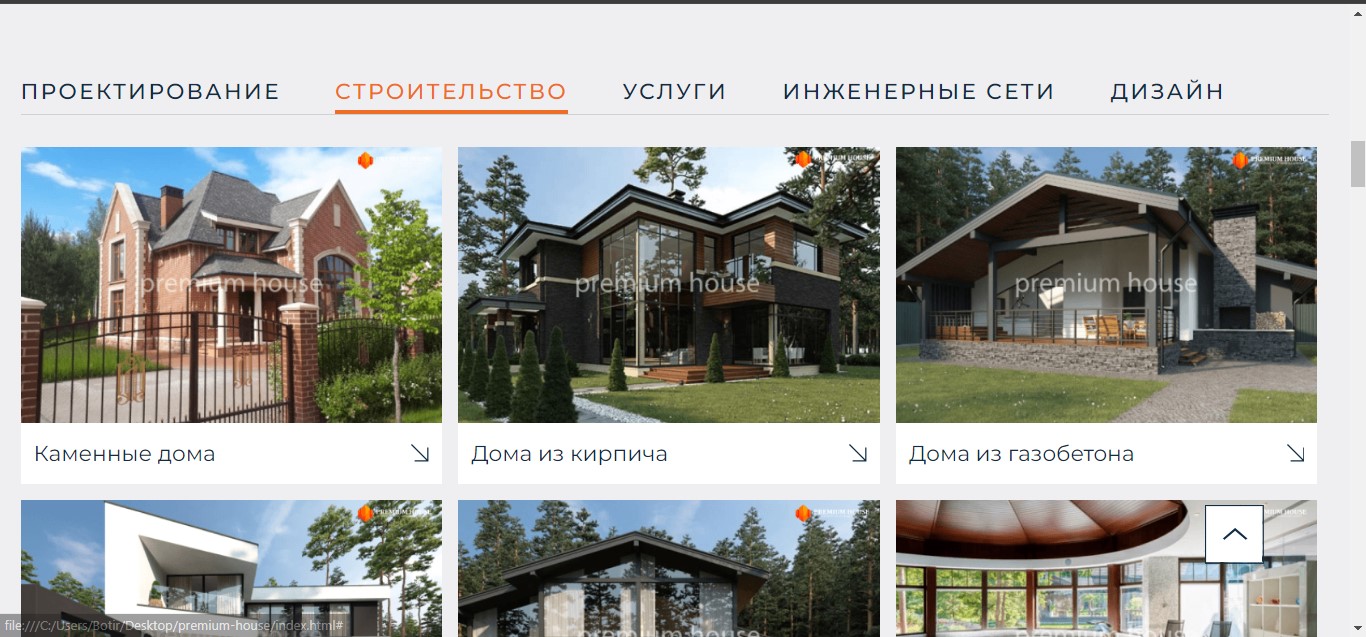 ПРОЕКТИРОВАНИЕ СТРОИТЕЛЬСТВО УСЛУГИ ИНЖЕНЕРНЫЕ СЕТИ ДИЗАЙН
PREMIUM HOUSE PREMIUM HOUSE
premium house premium house premium house
Каменные дома Дома из кирпича Дома из газобетона
PREMIUM HOUSE PREMIUM HOUSE PREMIUM HOUSE
premium house premium house
file:///C:/Users/Botir/Desktop/premium-house/index.html#